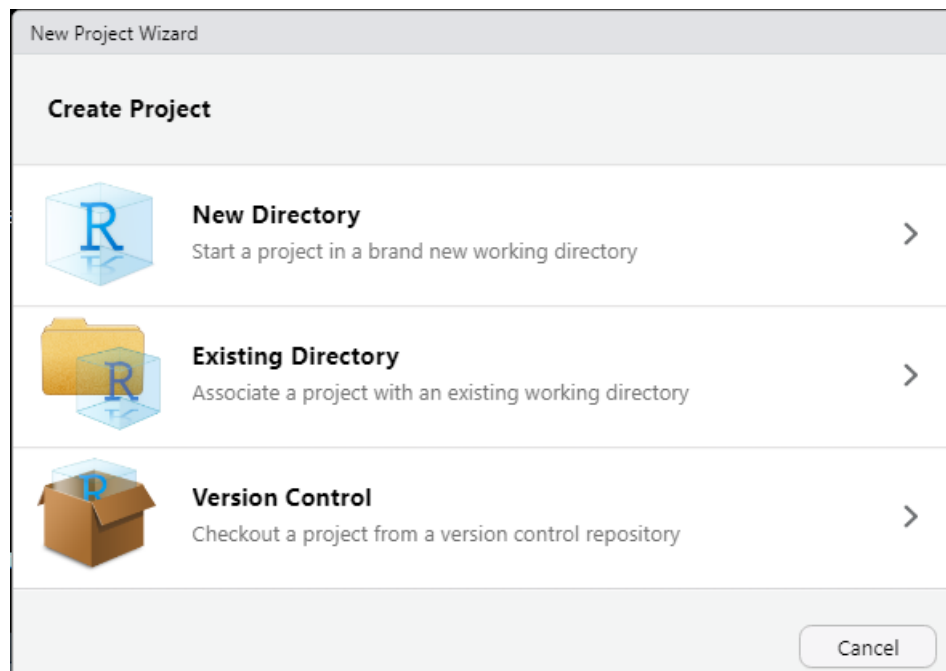 New Project Wizard
Create Project
R
New Directory
Start a project in a brand new working directory
R
Existing Directory
Associate a project with an existing working directory
R
Version Control
Checkout a project from a version control repository
Cancel